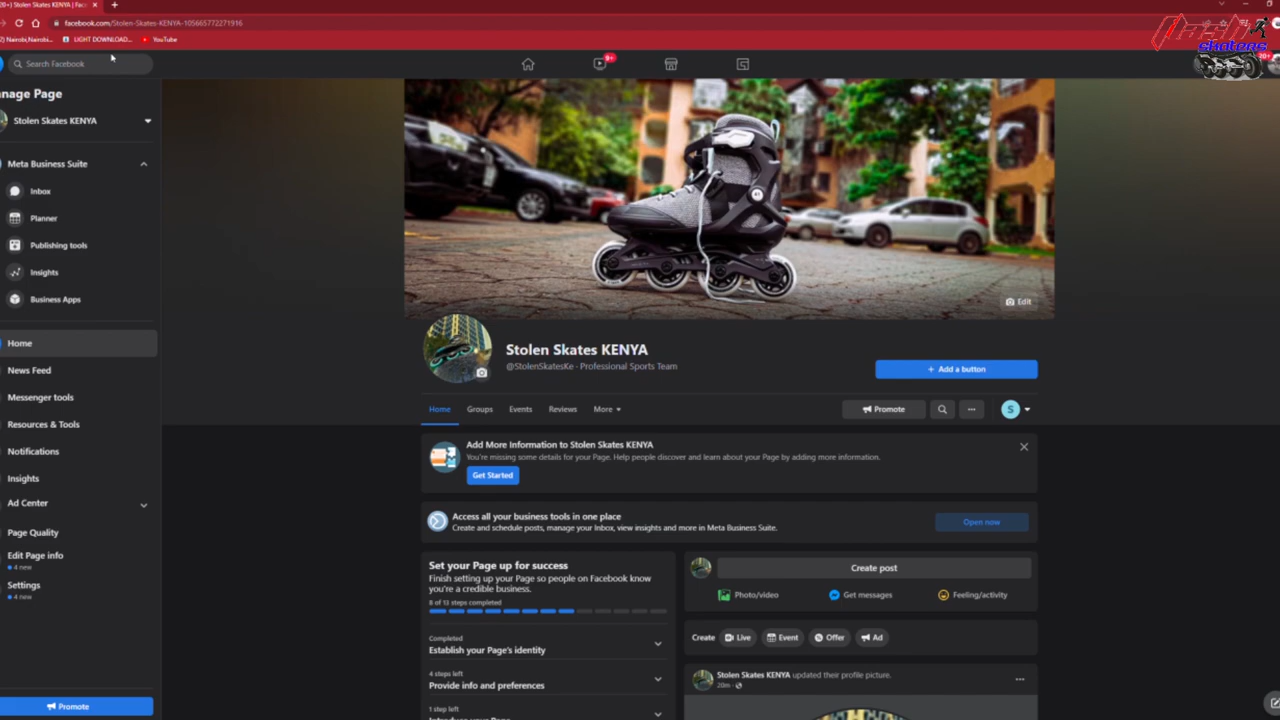 20+) Stolen Skates KENYA | Fac
facebook.com/Stolen-Skates-KENYA-105665772271916
2) Nairobi,Nairobi...
LIGHT DOWNLOAD...
YouTube
Flash
skaters
Search Facebook
9+
20+
nage Page
Stolen Skates KENYA
Meta Business Suite
Inbox
Planner
Publishing tools
Insights
Business Apps
Home
News Feed
Messenger tools
Resources & Tools
Notifications
Insights
Ad Center
Page Quality
Edit Page info
4 new
Settings
4 new
Promote
Edit
Stolen Skates KENYA
@StolenSkatesKe · Professional Sports Team
+ Add a button
Home Groups Events Reviews More
Promote
S
Add More Information to Stolen Skates KENYA
You're missing some details for your Page. Help people discover and learn about your Page by adding more information.
Get Started
Access all your business tools in one place
Create and schedule posts, manage your Inbox, view insights and more in Meta Business Suite.
Open now
Set your Page up for success
Finish setting up your Page so people on Facebook know
you're a credible business.
8 of 13 steps completed
Completed
Establish your Page's identity
4 steps left
Provide info and preferences
1 step left
Create post
Photo/video
Get messages
Feeling/activity
Create Live Event Offer Ad
Stolen Skates KENYA updated their profile picture.
20m ·